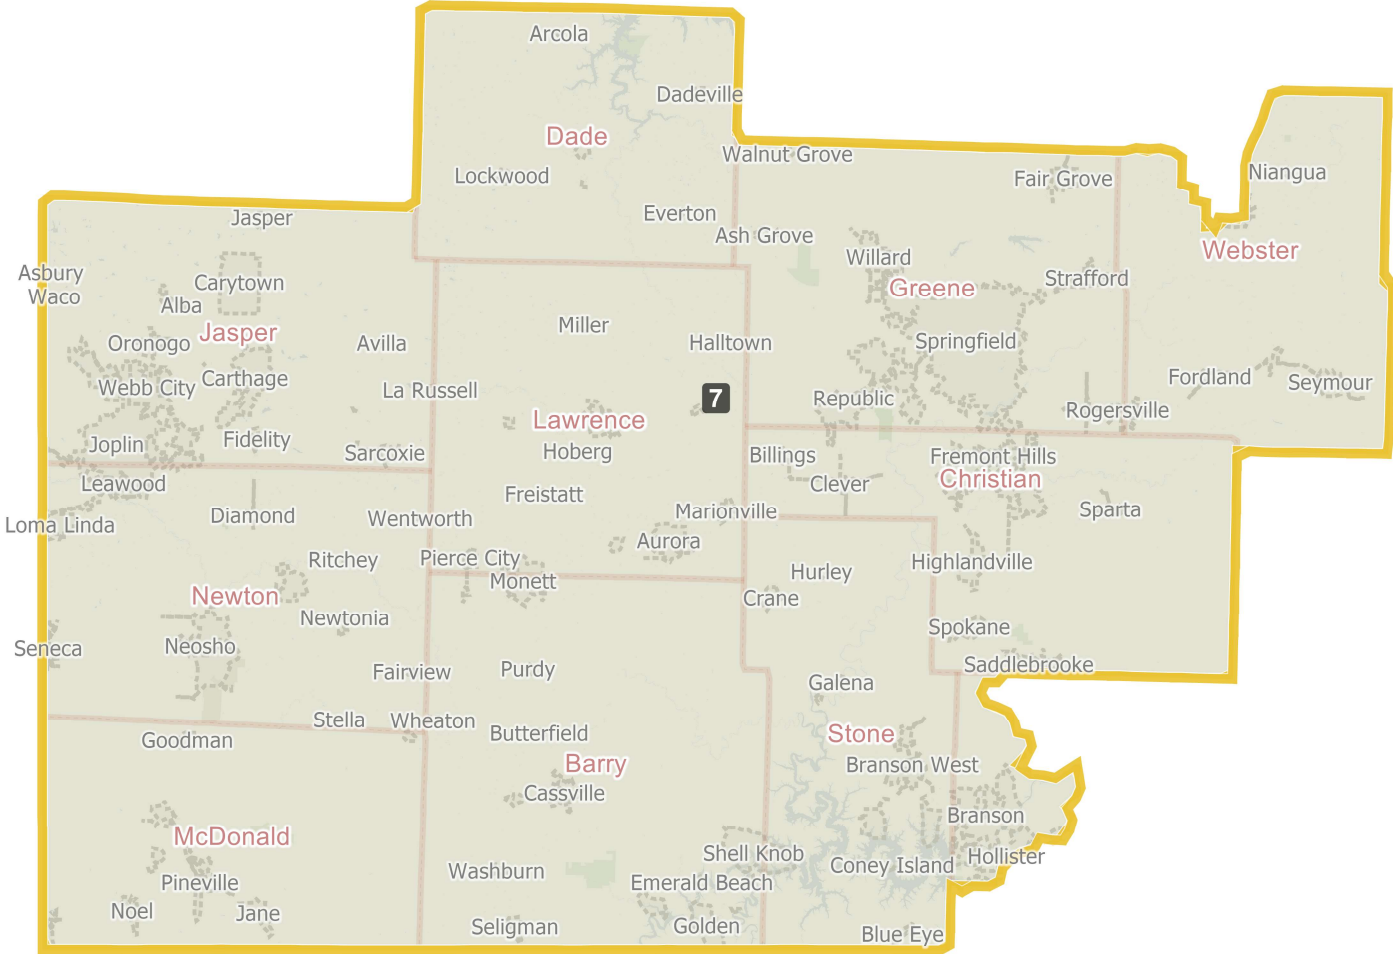 Arcola
Dadeville
Dade
Walnut Grove
Lockwood
Fair Grove
Niangua
Everton
Jasper
Ash Grove
Webster
Willard
Asbury
Waco
Carytown
Strafford
Greene
Alba
Miller
Jasper
Oronogo
Avilla
Halltown
Springfield
Webb City
Carthage
La Russell
7
Republic
Fordland
Seymour
Rogersville
Lawrence
Joplin
Fidelity
Sarcoxie
Hoberg
Billings
Fremont Hills
Christian
Leawood
Clever
Freistatt
Loma Linda
Diamond
Wentworth
Marionville
Sparta
Aurora
Ritchey
Pierce City
Monett
Hurley
Highlandville
Newton
Crane
Newtonia
Spokane
Seneca
Neosho
Fairview
Purdy
Saddlebrooke
Galena
Stella
Wheaton
Goodman
Butterfield
Stone
Barry
Branson West
Cassville
McDonald
Branson
Shell Knob
Coney Island
Hollister
Washburn
Pineville
Emerald Beach
Noel
Jane
Seligman
Golden
Blue Eye